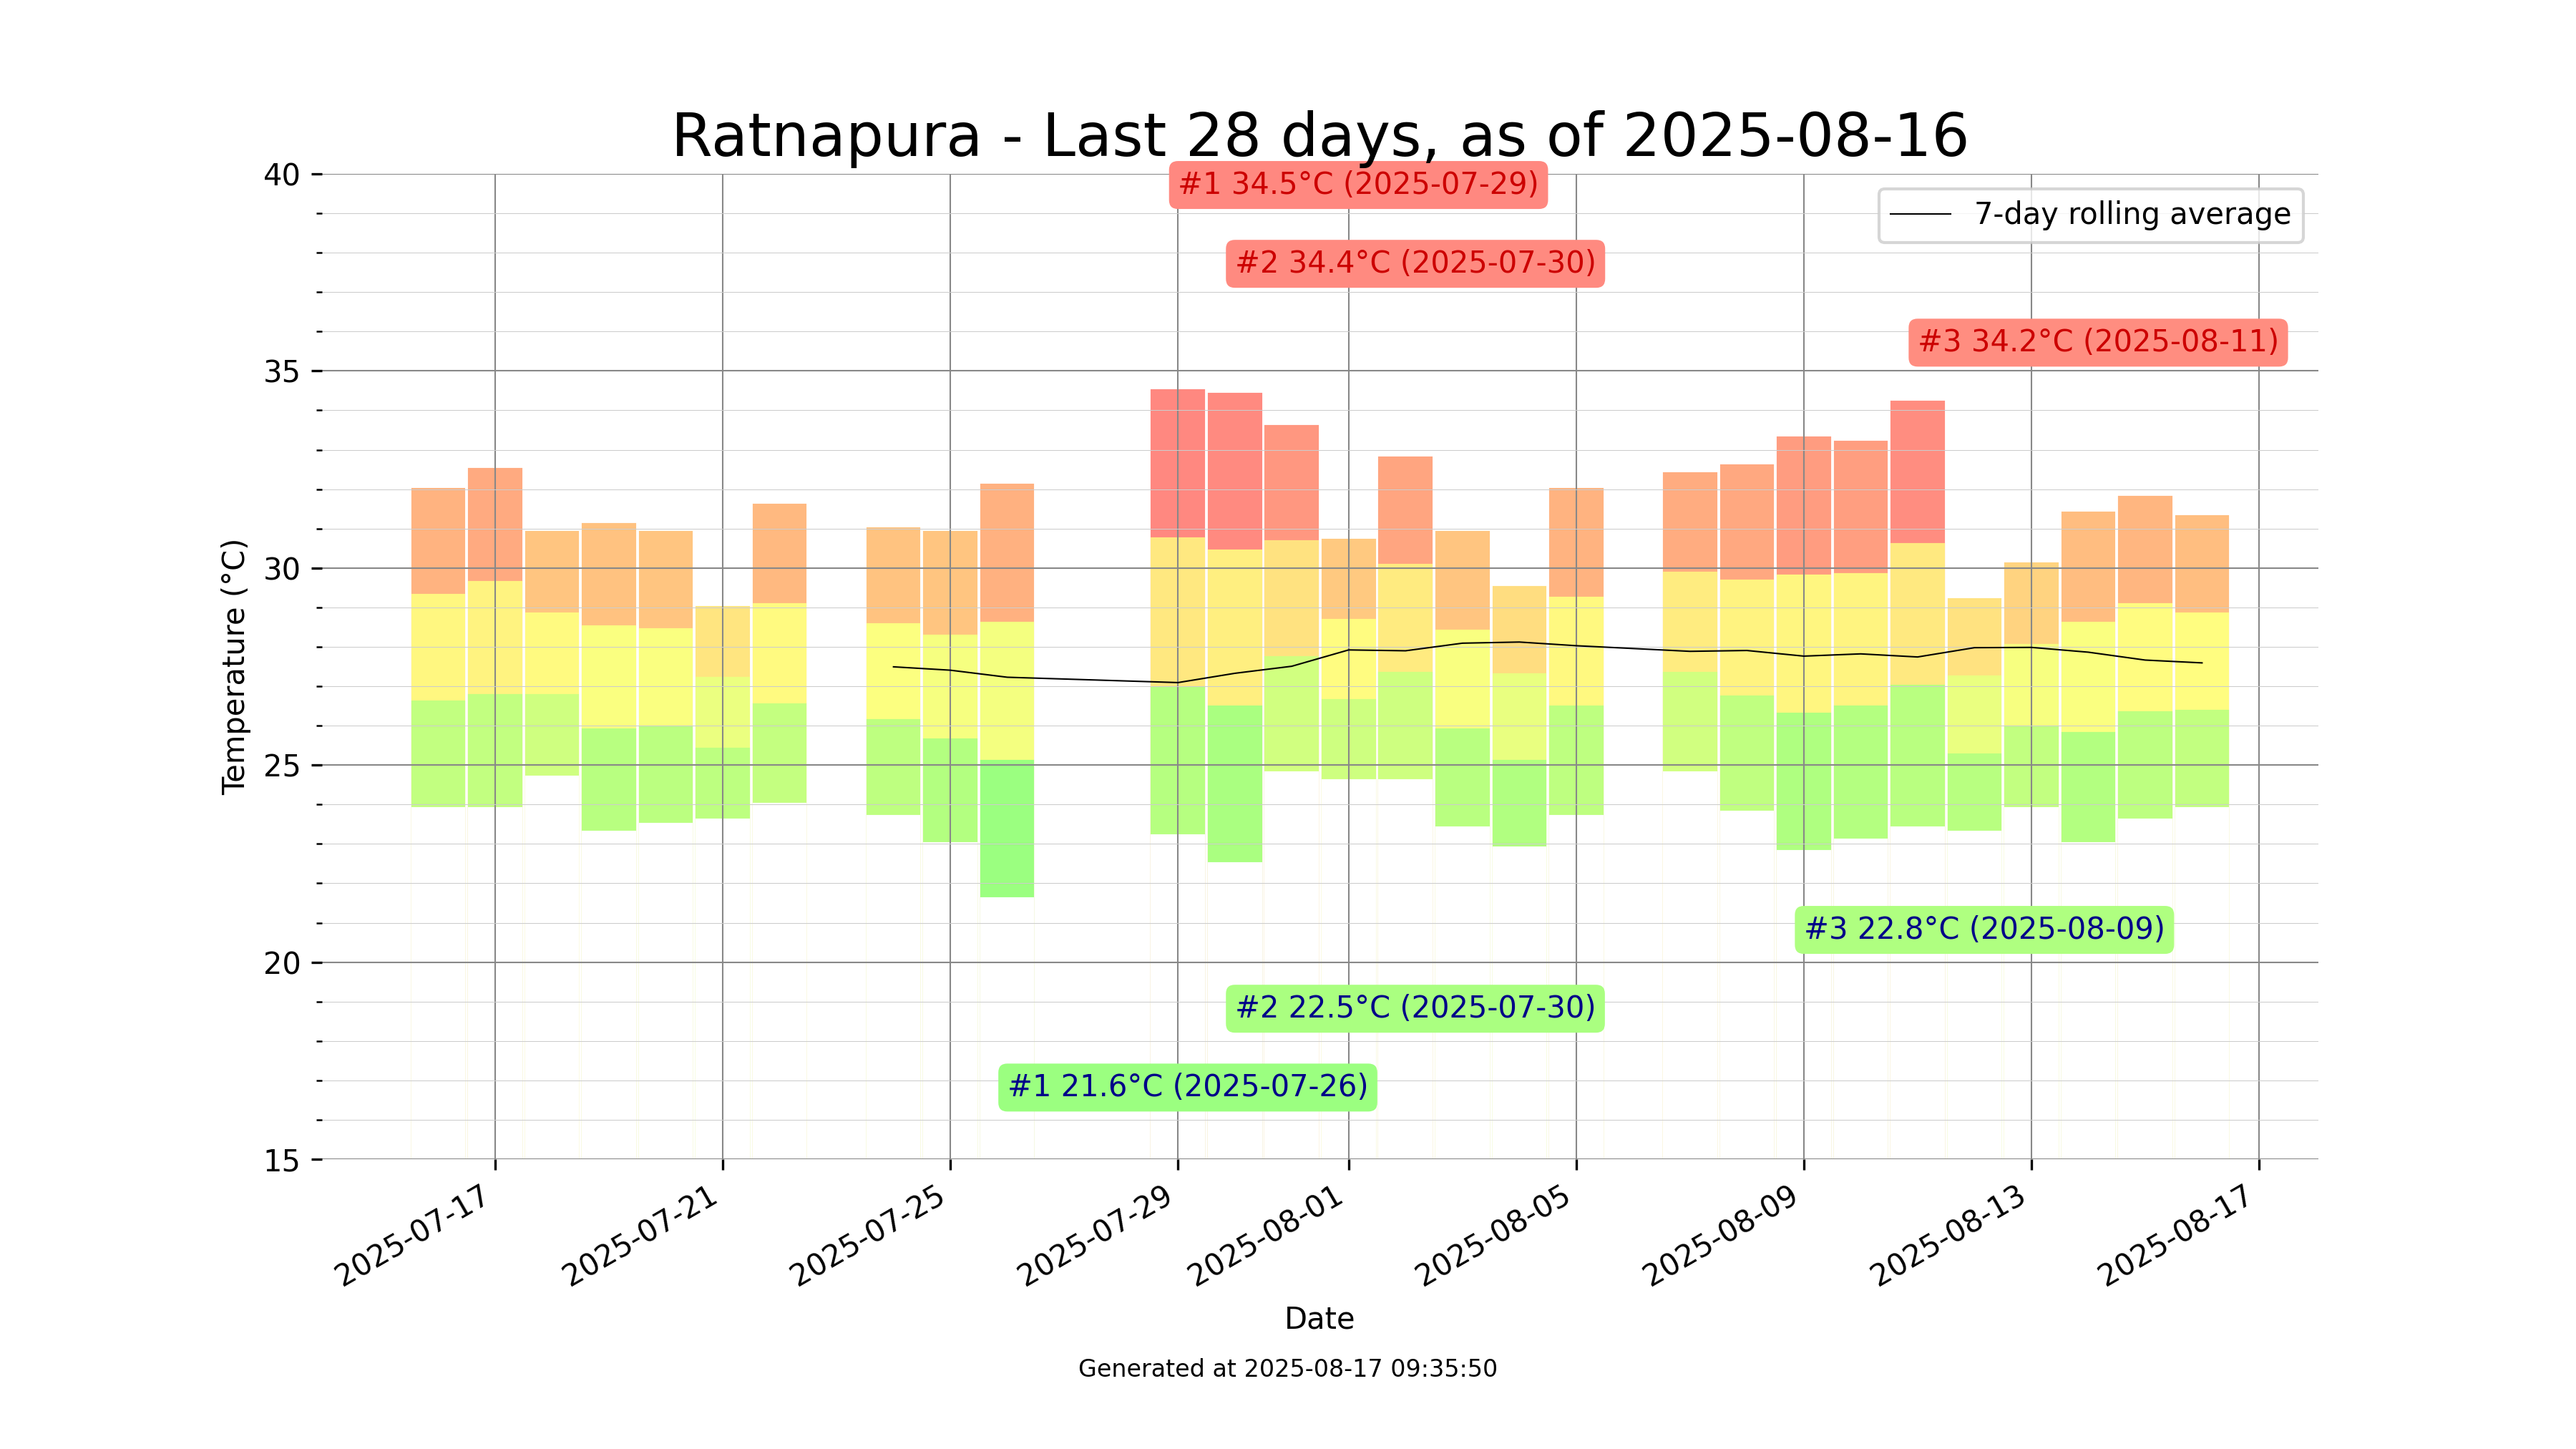 Ratnapura - Last 28 days, as of 2025-08-16
40
#1 34.5°C (2025-07-29)
7-day rolling average
#2 34.4°C (2025-07-30)
#3 34.2°C (2025-08-11)
35
30
Temperature (°C)
25
#3 22.8°C (2025-08-09)
20
#2 22.5°C (2025-07-30)
#1 21.6°C (2025-07-26)
15
2025-07-17
2025-07-21
2025-07-25
2025-07-29
2025-08-01
2025-08-05
2025-08-09
2025-08-13
2025-08-17
Date
Generated at 2025-08-17 09:35:50